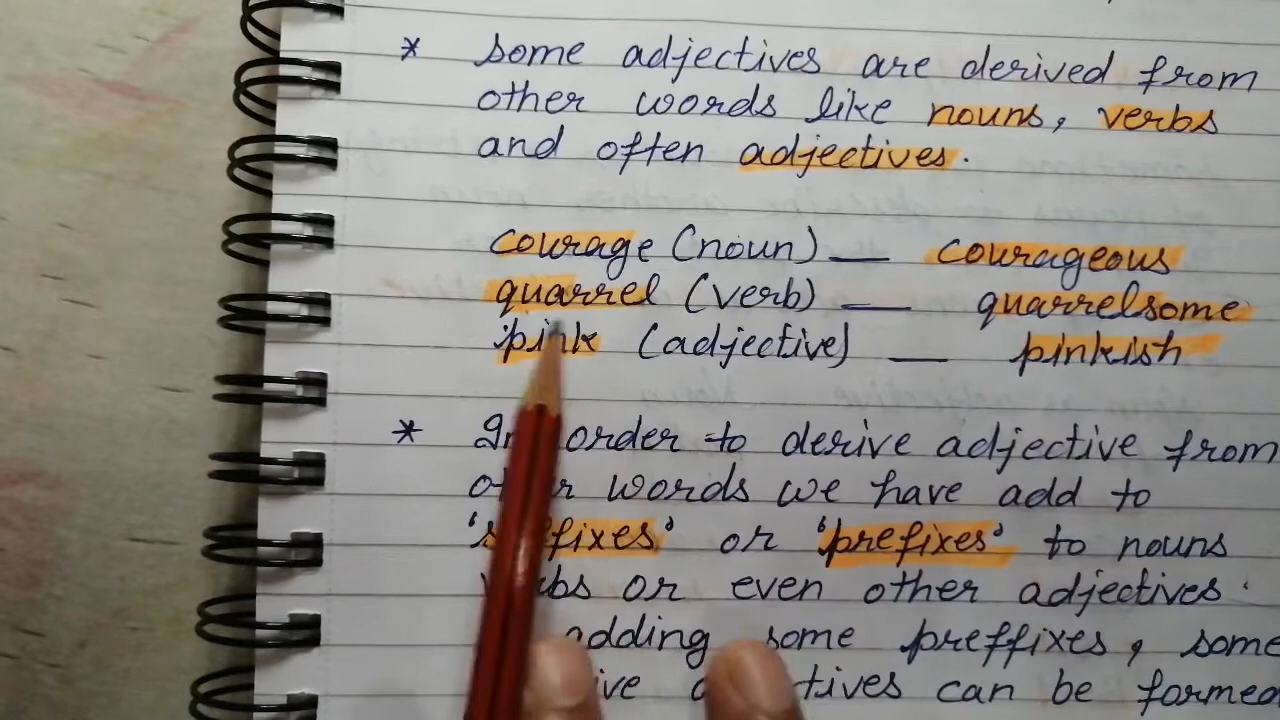 * some adjectives are derived from
other words like nouns, verbs
and often adjectives.
courage (noun) — courageous
quarrel (verb) — quarrelsome
pink (adjective) — pinkish
* In order to derive adjective from
words we have add to
or 'prefixes' to nouns
or even other adjectives.
adding some preffixes, some
can be formed